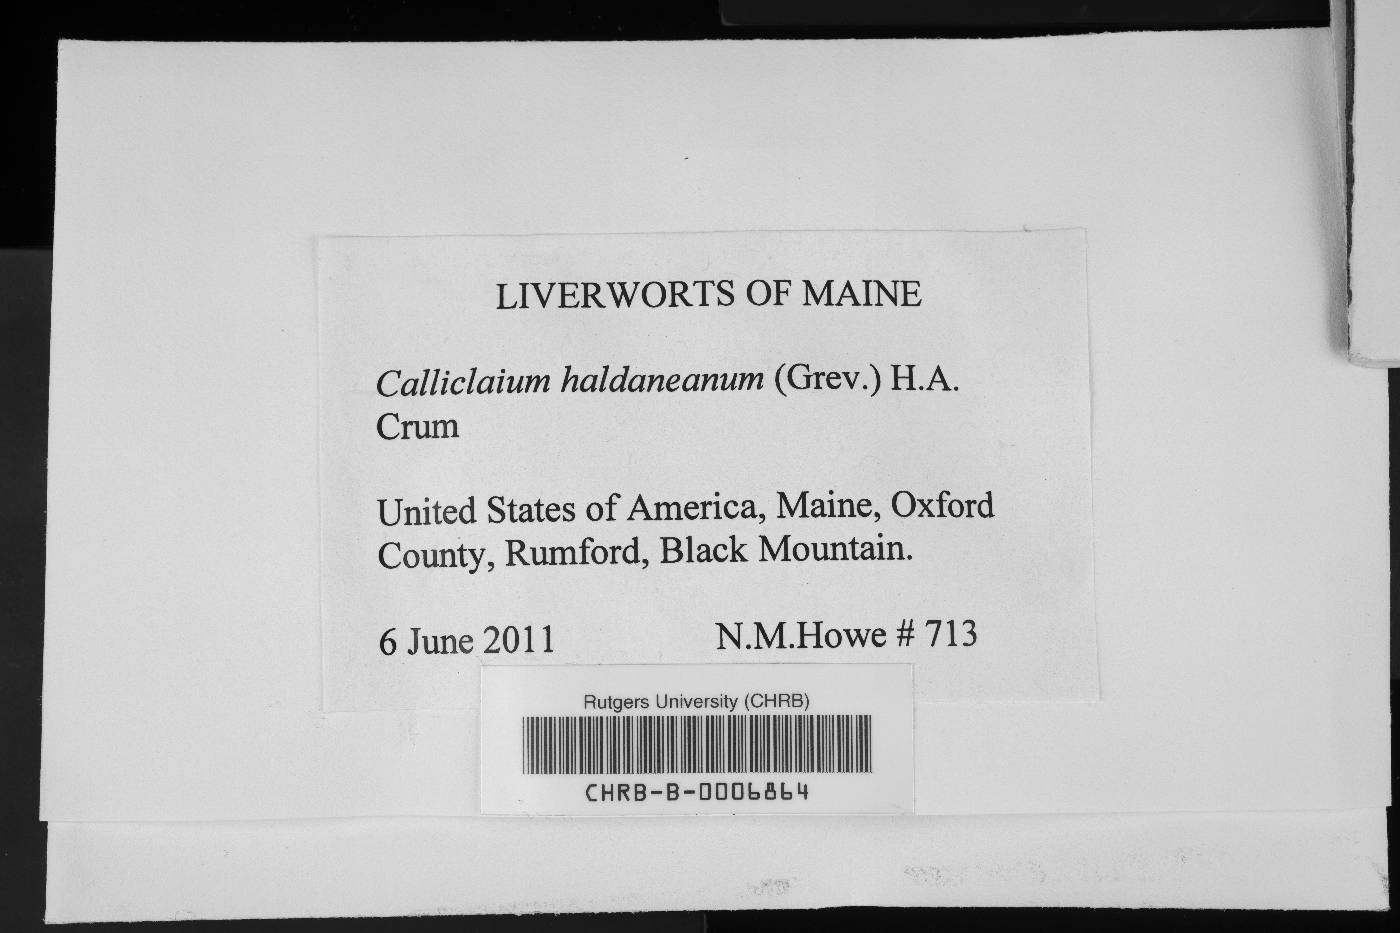 LIVERWORTS OF MAINE
Calliclaium haldaneanum (Grev.) H.A.
Crum
United States of America, Maine, Oxford
County, Rumford, Black Mountain.
6 June 2011 N.M.Howe # 713
Rutgers University (CHRB)
CHRB-B-0006864